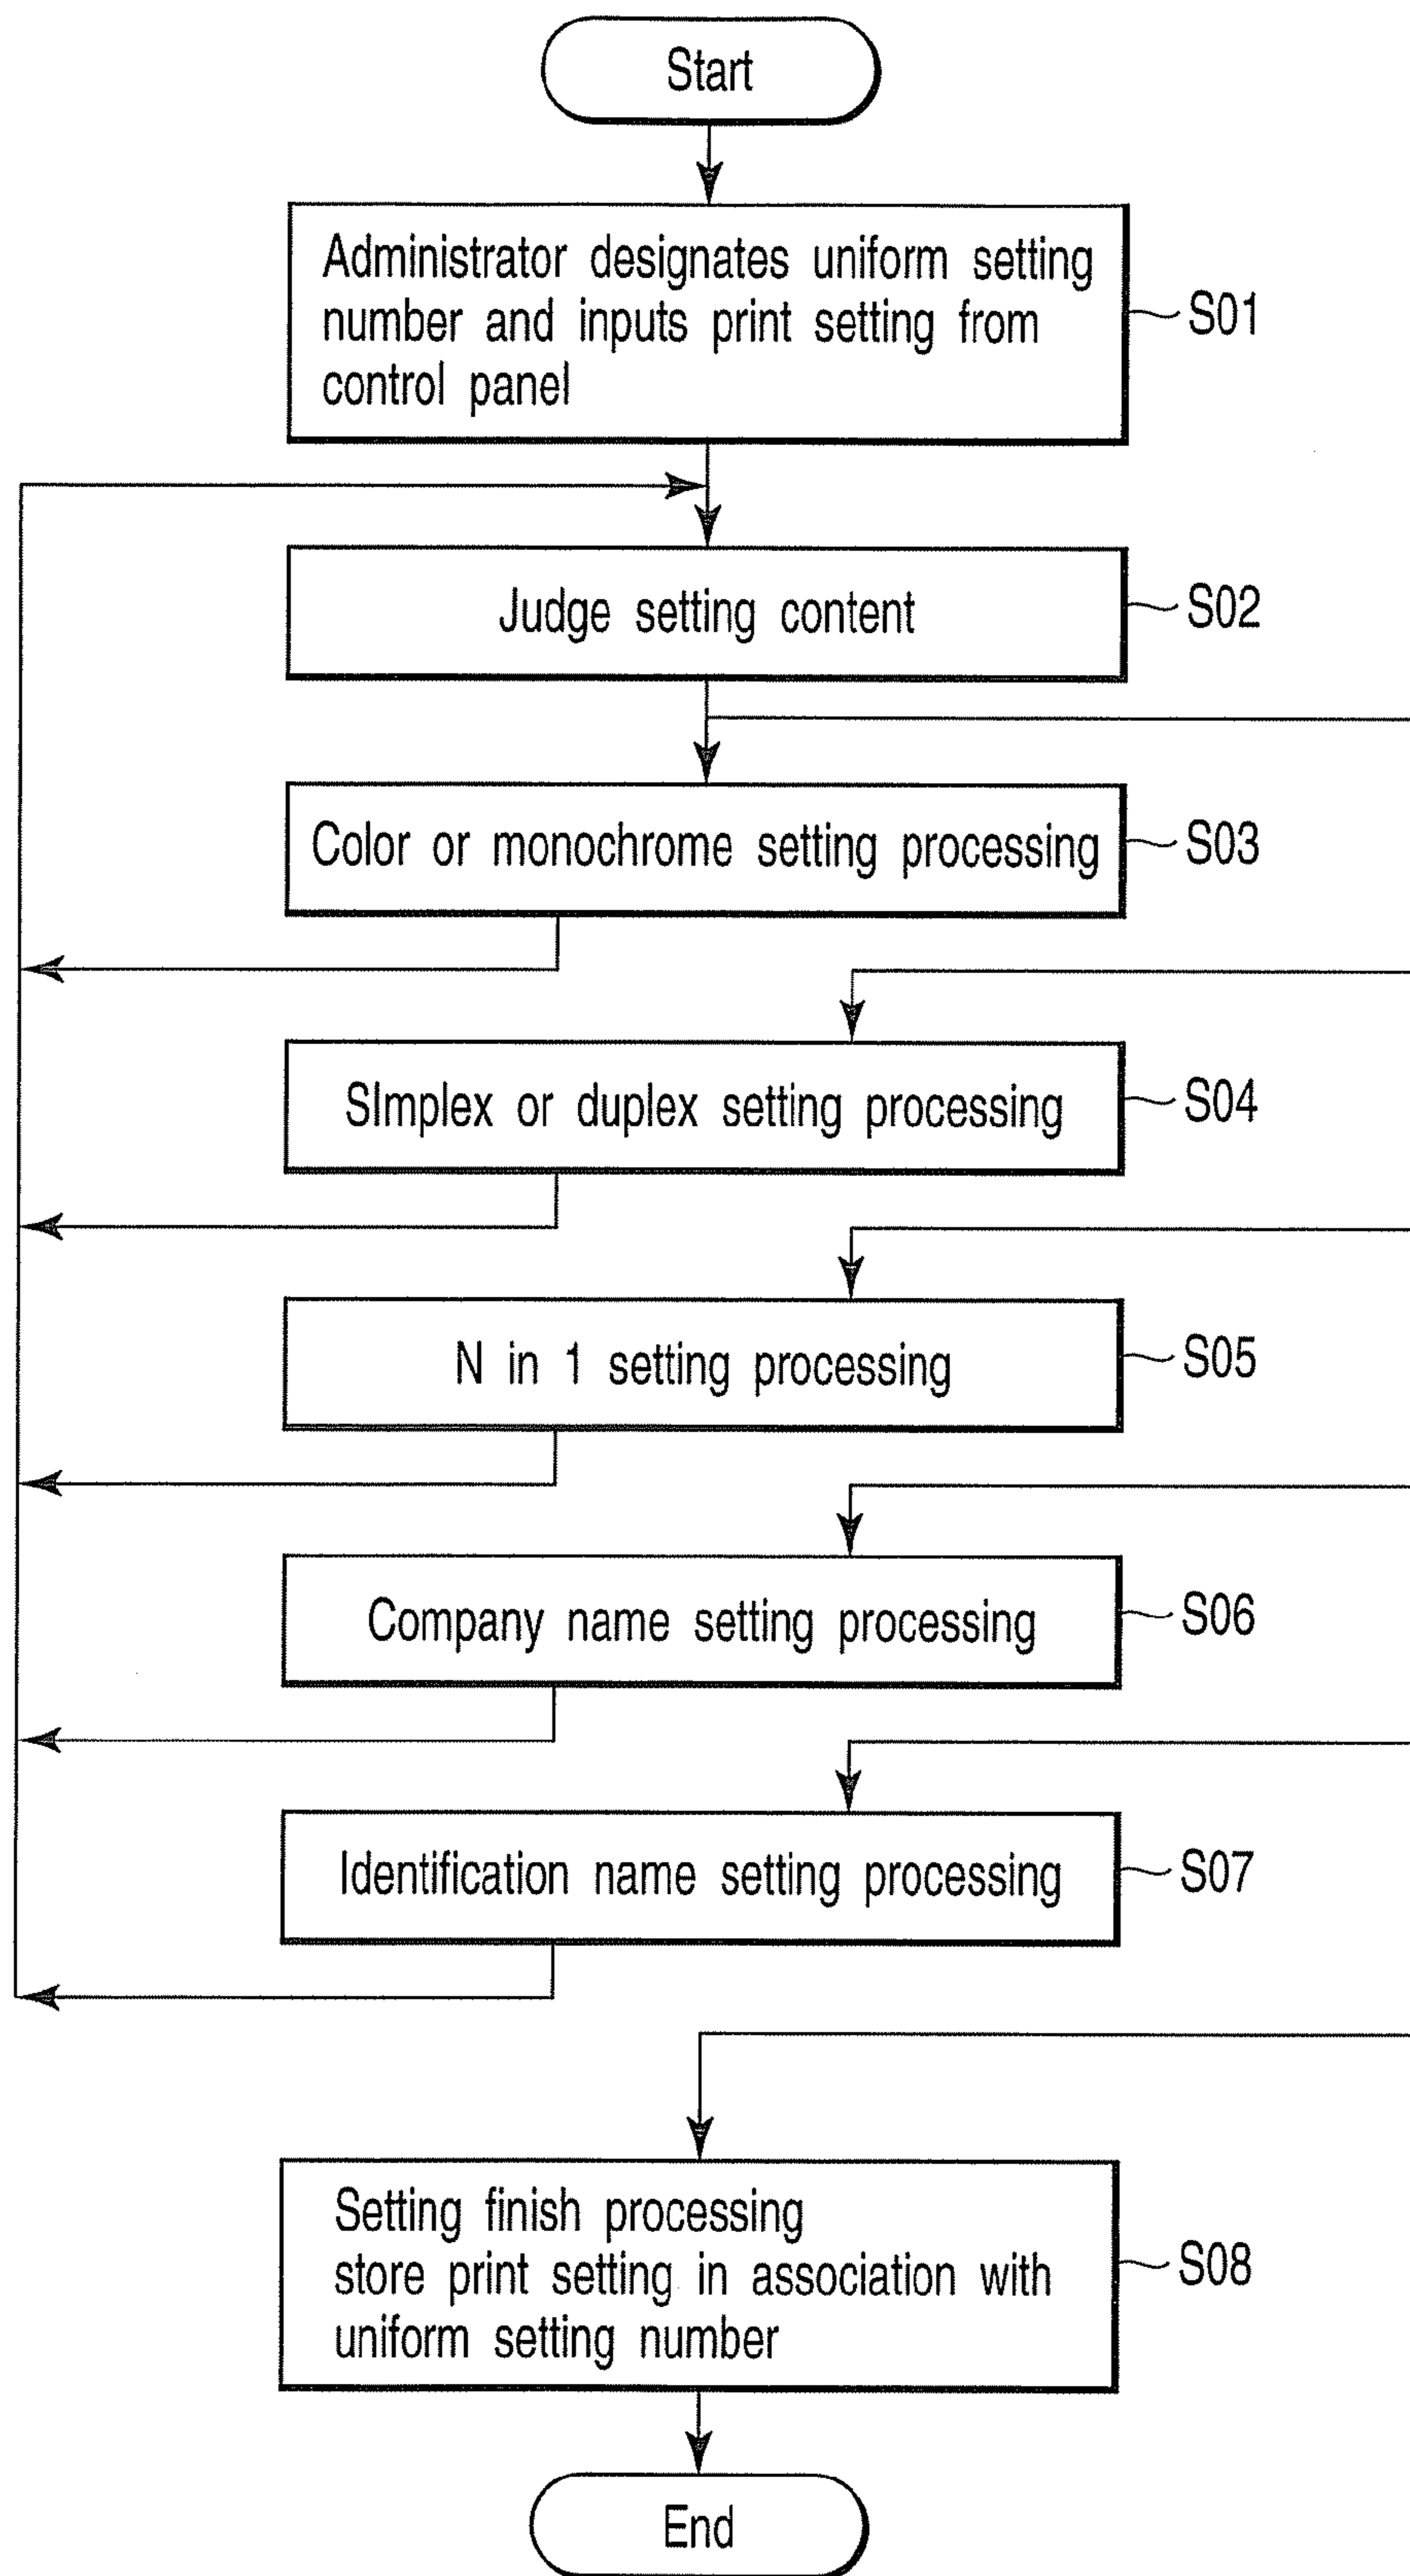 Start
Administrator designates uniform setting
number and inputs print setting from
control panel
S01
Judge setting content
S02
Color or monochrome setting processing
S03
SImplex or duplex setting processing
S04
N in 1 setting processing
S05
Company name setting processing
S06
Identification name setting processing
S07
Setting finish processing
store print setting in association with
uniform setting number
S08
End